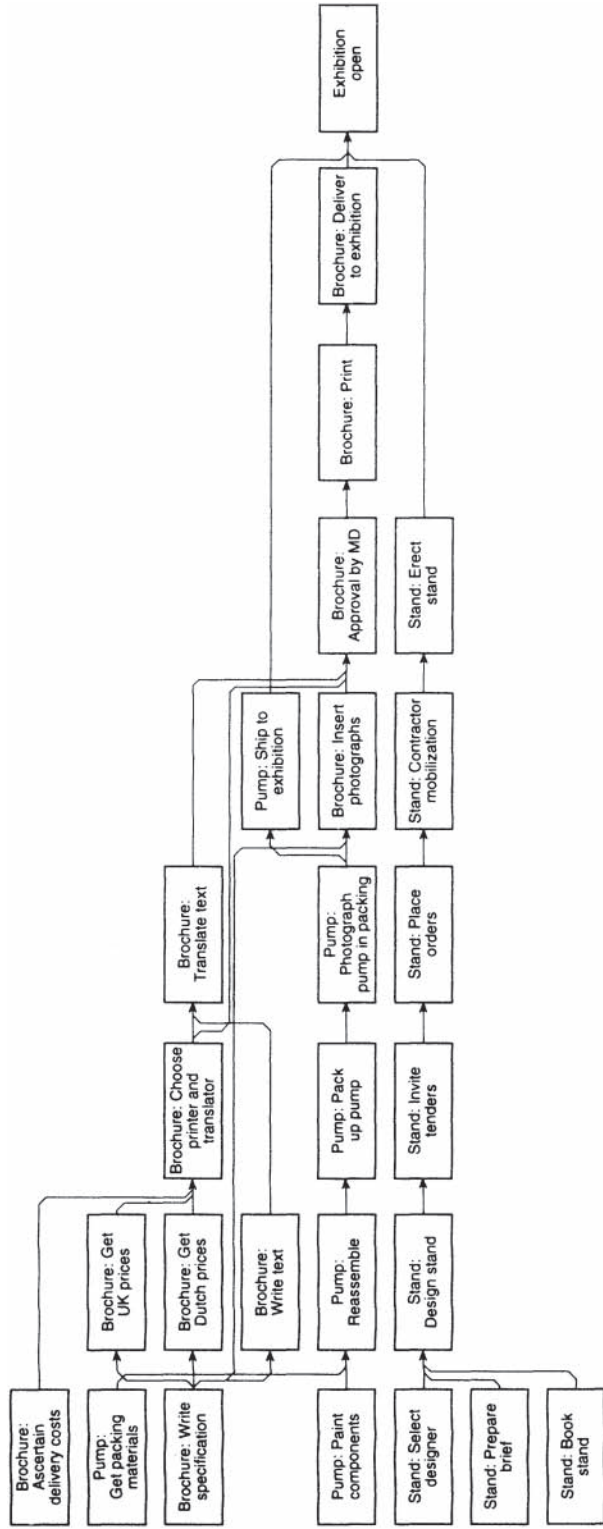 Brochure:
Ascertain
delivery costs
Pump:
Get packing
materials
Brochure: Write
specification
Pump: Paint
components
Stand: Select
designer
Stand: Prepare
brief
Stand: Book
stand
Brochure: Get
UK prices
Brochure: Get
Dutch prices
Brochure:
Write text
Pump:
Reassemble
Stand:
Design stand
Brochure: Choose
printer and
translator
Pump: Pack
up pump
Stand: Invite
tenders
Brochure:
Translate text
Pump:
Photograph
pump in packing
Stand: Place
orders
Pump: Ship to
exhibition
Brochure: Insert
photographs
Stand: Contractor
mobilization
Brochure:
Approval by MD
Stand: Erect
stand
Brochure: Print
Brochure: Deliver
to exhibition
Exhibition
open